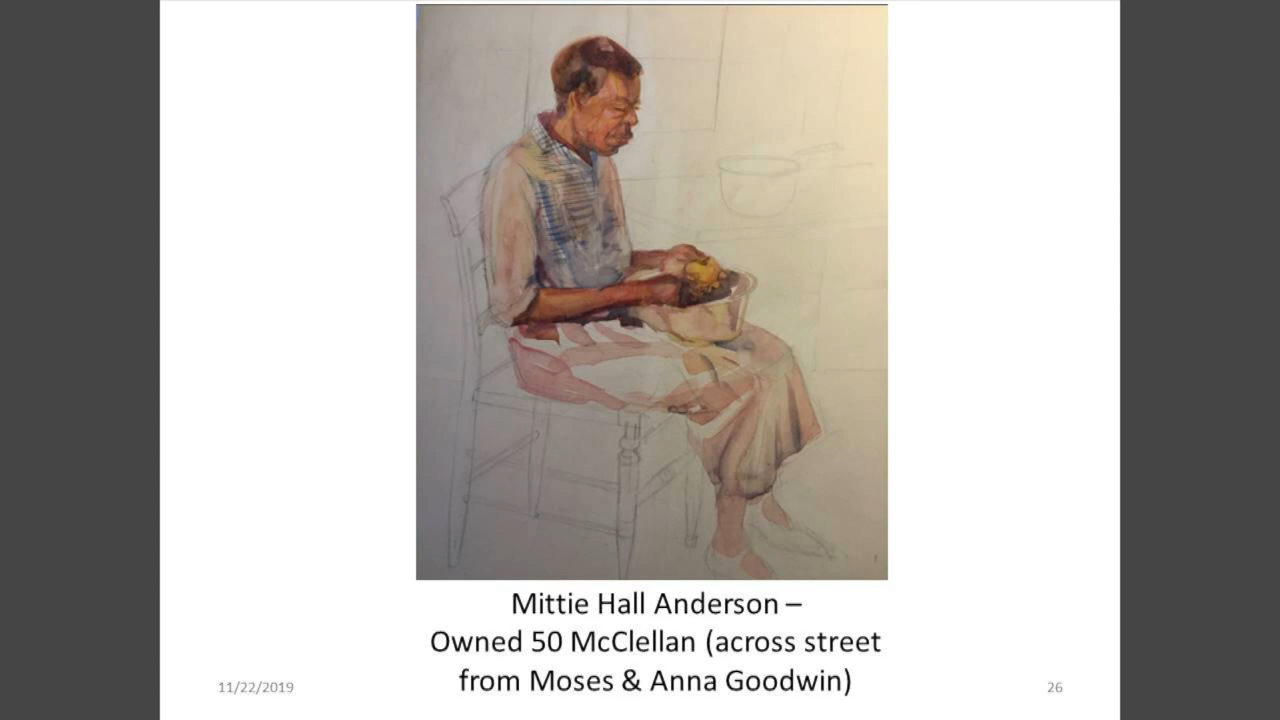 Mittie Hall Anderson –
Owned 50 McClellan (across street
from Moses & Anna Goodwin)
11/22/2019
26